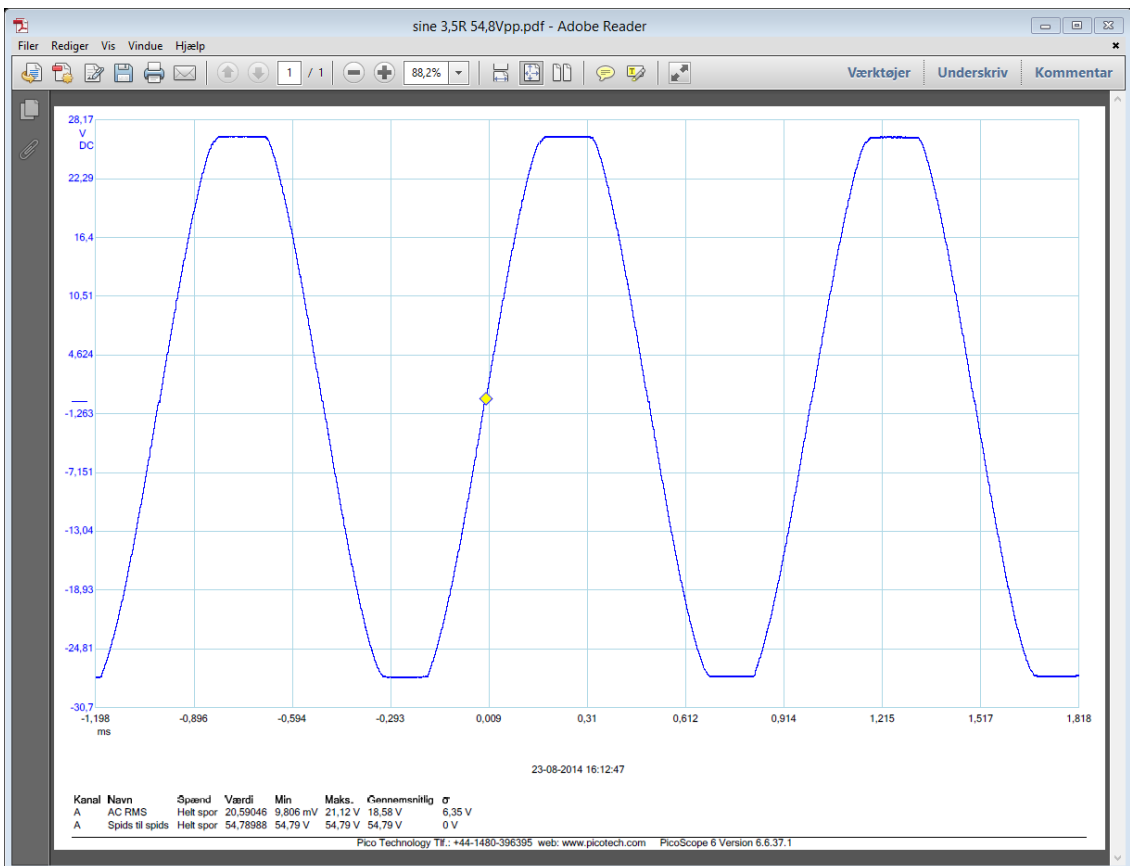 sine 3,5R 54,8Vpp.pdf - Adobe Reader
Filer Rediger Vis Vindue Hjælp
1 / 1 88,2% Værktøjer Underskriv Kommentar
28,17
V
DC
22,29
16,4
10,51
4,624
-1,263
-7,151
-13,04
-18,93
-24,81
-30,7
-1,198 -0,896 -0,594 -0,293 0,009 0,31 0,612 0,914 1,215 1,517 1,818
ms
23-08-2014 16:12:47
Kanal Navn Spænd Værdi Min Maks. Gennemsnitlig σ
A AC RMS Helt spor 20,59046 9,806 mV 21,12 V 18,58 V 6,35 V
A Spids til spids Helt spor 54,78988 54,79 V 54,79 V 54,79 V 0 V
Pico Technology Tlf.: +44-1480-396395 web: www.picotech.com PicoScope 6 Version 6.6.37.1